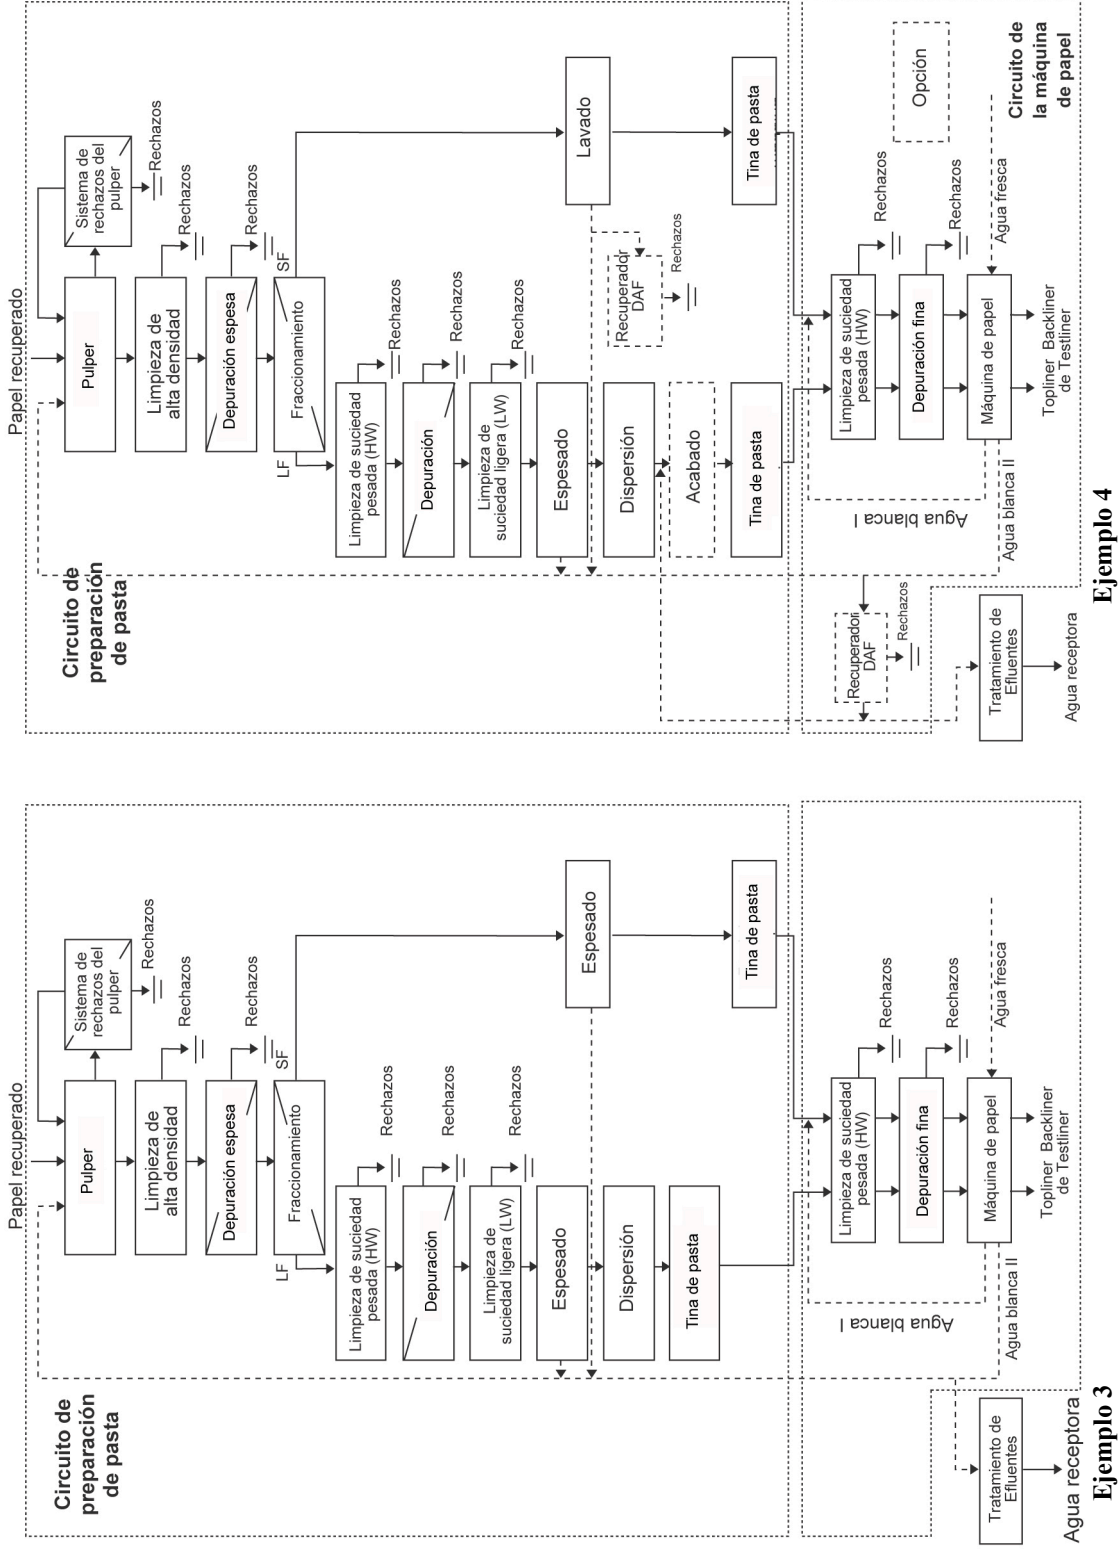 Circuito de
preparación
de pasta
Papel recuperado
Pulper
Sistema de
rechazos del
pulper
Rechazos
Limpieza de
alta densidad
Rechazos
Depuración espesa
Rechazos
Fraccionamiento
LF
SF
Limpieza de suciedad
pesada (HW)
Rechazos
Depuración
Rechazos
Limpieza de
suciedad ligera (LW)
Rechazos
Espesado
Espesado
Dispersión
Tina de pasta
Tina de pasta
Limpieza de suciedad
pesada (HW)
Rechazos
Depuración fina
Rechazos
Agua blanca I
Máquina de papel
Agua fresca
Agua blanca II
Topliner Backliner
de Testliner
Tratamiento de
Efluentes
Agua receptora
Ejemplo 3
Circuito de
preparación
de pasta
Papel recuperado
Pulper
Sistema de
rechazos del
pulper
Rechazos
Limpieza de
alta densidad
Rechazos
Depuración espesa
Rechazos
Fraccionamiento
LF
SF
Limpieza de suciedad
pesada (HW)
Rechazos
Depuración
Rechazos
Limpieza de
suciedad ligera (LW)
Rechazos
Espesado
Lavado
Recuperador
DAF
Rechazos
Dispersión
Acabado
Tina de pasta
Tina de pasta
Limpieza de suciedad
pesada (HW)
Rechazos
Depuración fina
Rechazos
Agua blanca I
Máquina de papel
Agua fresca
Agua blanca II
Topliner Backliner
de Testliner
Recuperador
DAF
Rechazos
Tratamiento de
Efluentes
Agua receptora
Opción
Circuito de
la máquina
de papel
Ejemplo 4